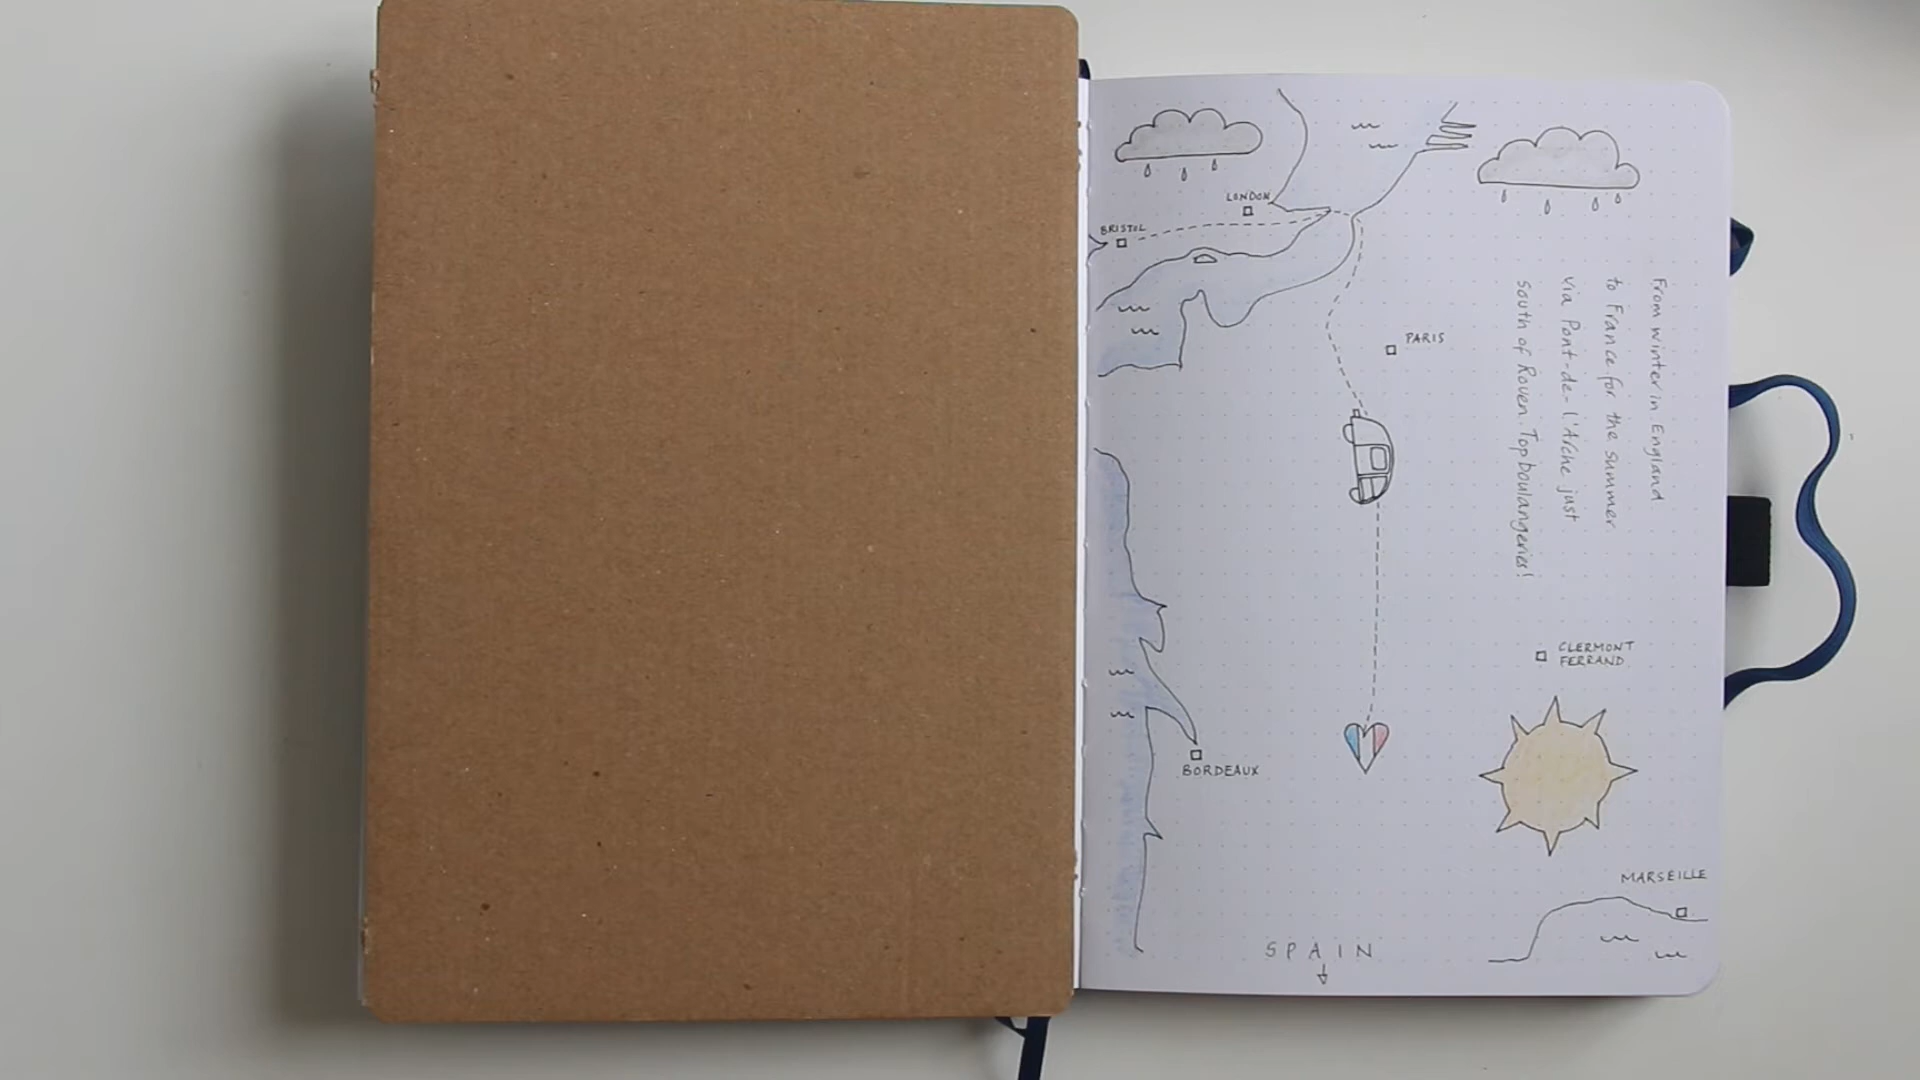 LONDON
BRISTOL
PARIS
From winter in England
to France for the summer
via Pont-de-l'Arche just
south of Rouen. Top boulangeries!
CLERMONT
FERRAND
BORDEAUX
MARSEILLE
SPAIN